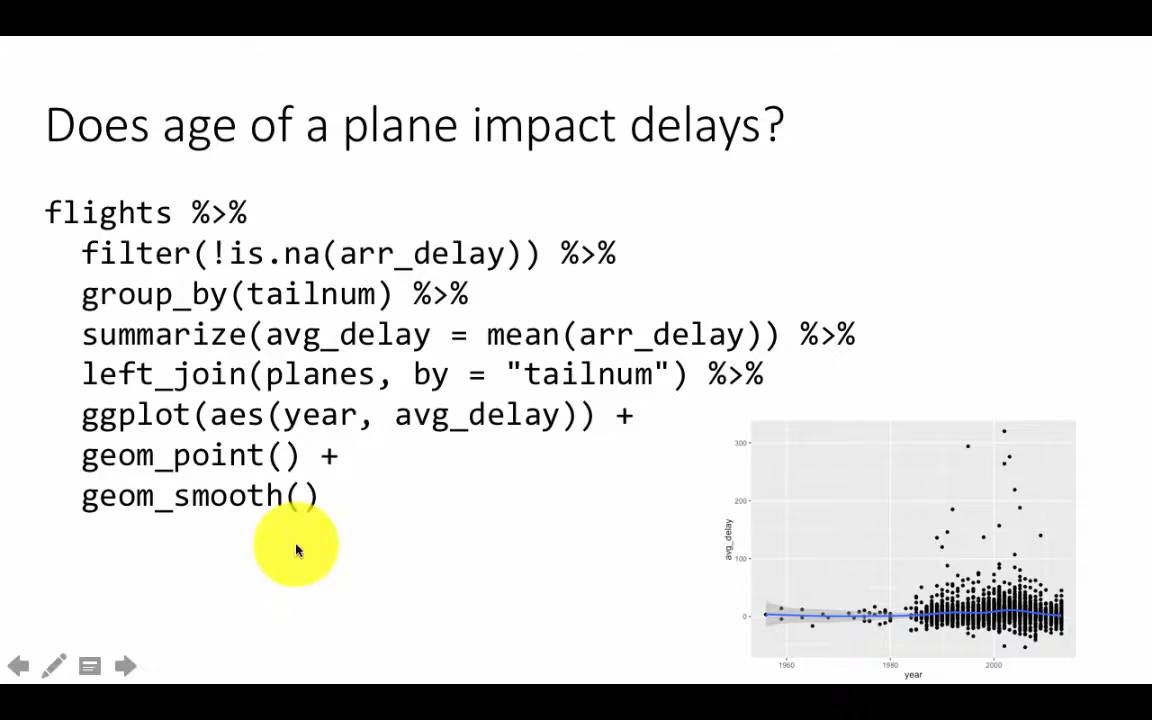 Does age of a plane impact delays?
flights %>%
filter(!is.na(arr_delay)) %>%
group_by(tailnum) %>%
summarize(avg_delay = mean(arr_delay)) %>%
left_join(planes, by = "tailnum") %>%
ggplot(aes(year, avg_delay)) +
geom_point() +
geom_smooth()
300
200
100
0
avg_delay
1960 1980 2000
year